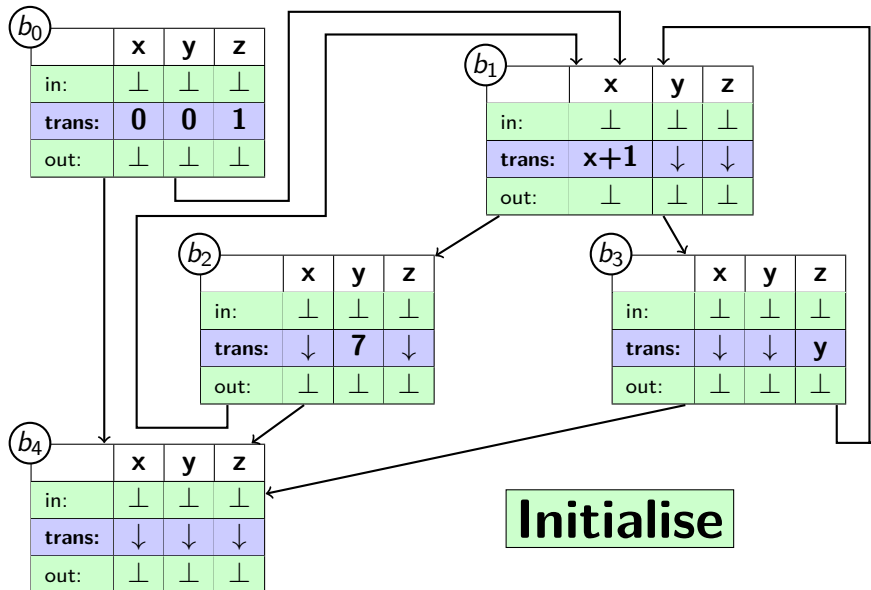 b0
x y z
in: ⊥ ⊥ ⊥
trans: 0 0 1
out: ⊥ ⊥ ⊥
b1
x y z
in: ⊥ ⊥ ⊥
trans: x+1 ↓ ↓
out: ⊥ ⊥ ⊥
b2
x y z
in: ⊥ ⊥ ⊥
trans: ↓ 7 ↓
out: ⊥ ⊥ ⊥
b3
x y z
in: ⊥ ⊥ ⊥
trans: ↓ ↓ y
out: ⊥ ⊥ ⊥
b4
x y z
in: ⊥ ⊥ ⊥
trans: ↓ ↓ ↓
out: ⊥ ⊥ ⊥
Initialise